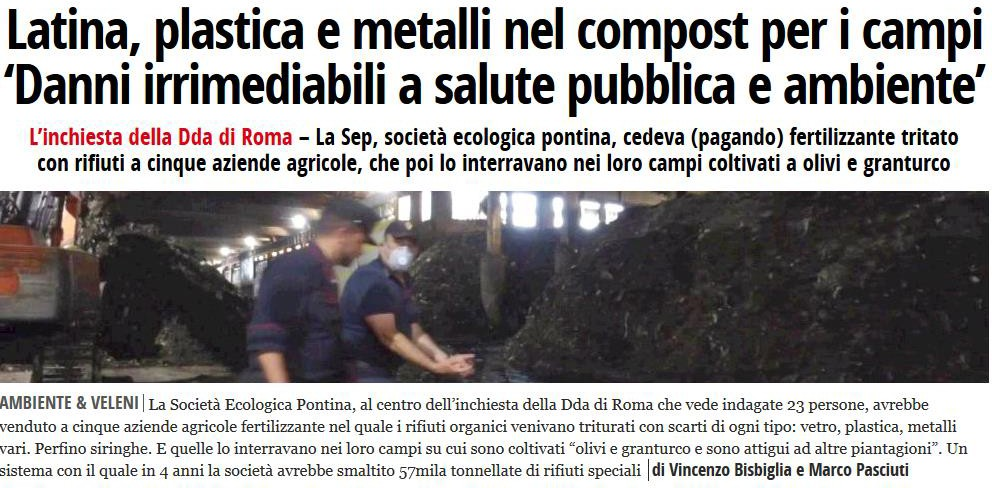 Latina, plastica e metalli nel compost per i campi
‘Danni irrimediabili a salute pubblica e ambiente’
L’inchiesta della Dda di Roma – La Sep, società ecologica pontina, cedeva (pagando) fertilizzante tritato
con rifiuti a cinque aziende agricole, che poi lo interravano nei loro campi coltivati a olivi e granturco
AMBIENTE & VELENI | La Società Ecologica Pontina, al centro dell’inchiesta della Dda di Roma che vede indagate 23 persone, avrebbe
venduto a cinque aziende agricole fertilizzante nel quale i rifiuti organici venivano triturati con scarti di ogni tipo: vetro, plastica, metalli
vari. Perfino siringhe. E quelle lo interravano nei loro campi su cui sono coltivati “olivi e granturco e sono attigui ad altre piantagioni”. Un
sistema con il quale in 4 anni la società avrebbe smaltito 57mila tonnellate di rifiuti speciali | di Vincenzo Bisbiglia e Marco Pasciuti